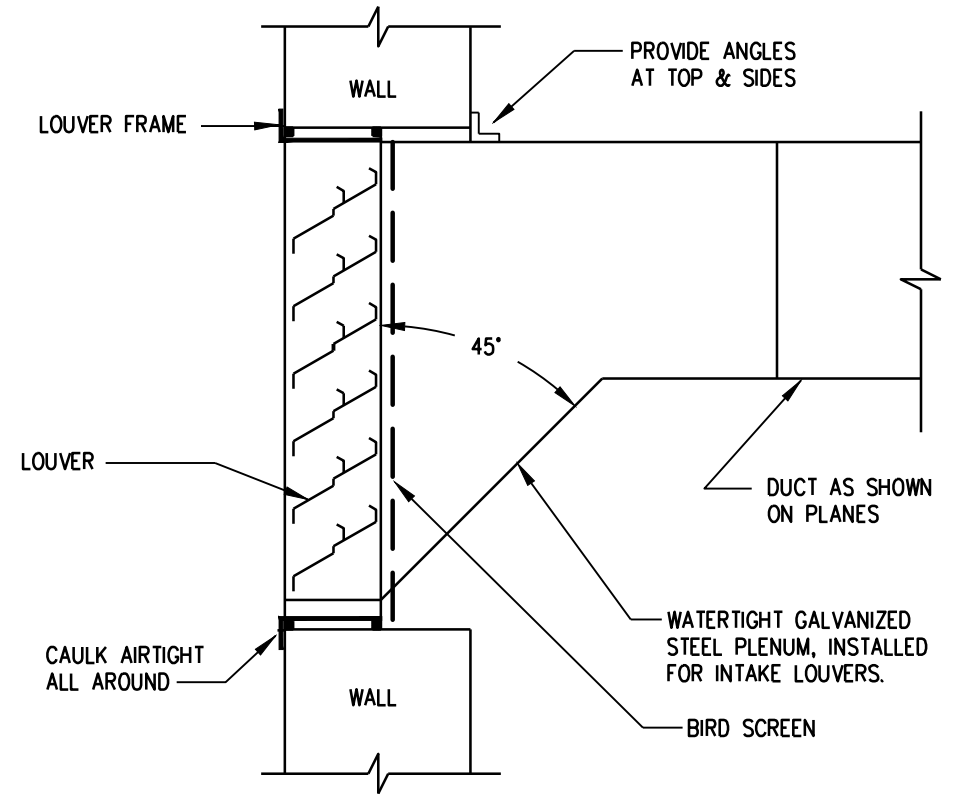 PROVIDE ANGLES
AT TOP & SIDES
WALL
LOUVER FRAME
45°
LOUVER
DUCT AS SHOWN
ON PLANES
WATERTIGHT GALVANIZED
STEEL PLENUM, INSTALLED
FOR INTAKE LOUVERS.
CAULK AIRTIGHT
ALL AROUND
WALL
BIRD SCREEN